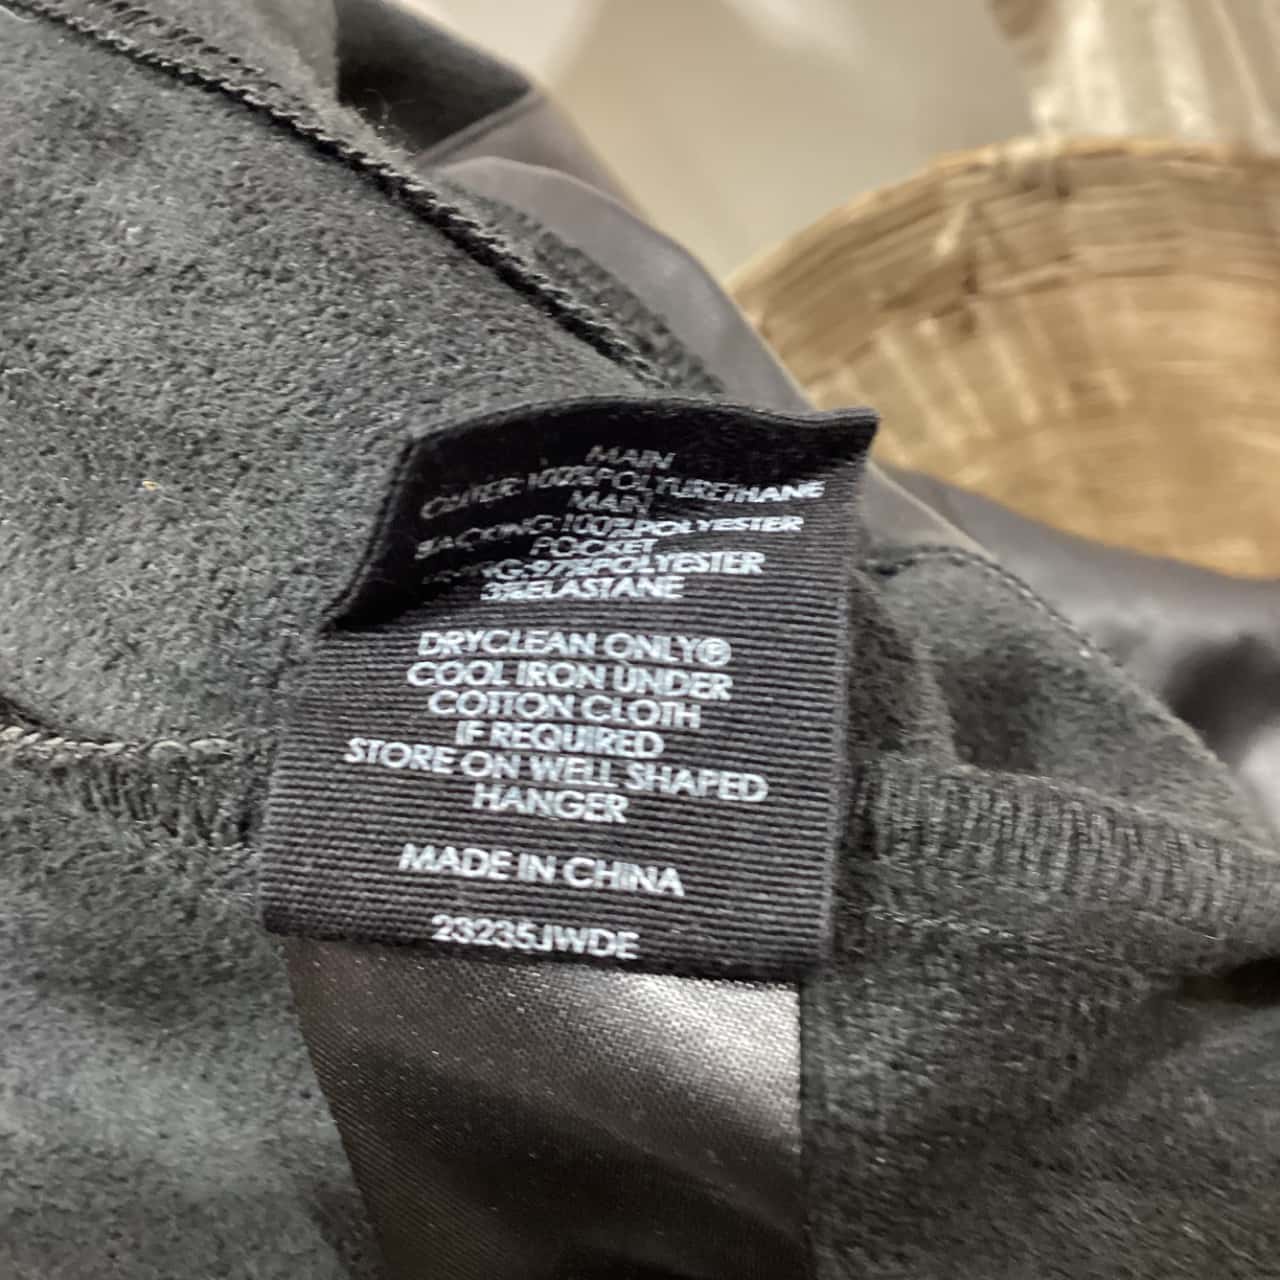 MAIN
OUTER: 100%POLYURETHANE
MAIN
BACKING: 100%POLYESTER
POCKET
LINING:97%POLYESTER
3%ELASTANE
DRYCLEAN ONLY®
COOL IRON UNDER
COTTON CLOTH
IF REQUIRED
STORE ON WELL SHAPED
HANGER
MADE IN CHINA
23235JWDE